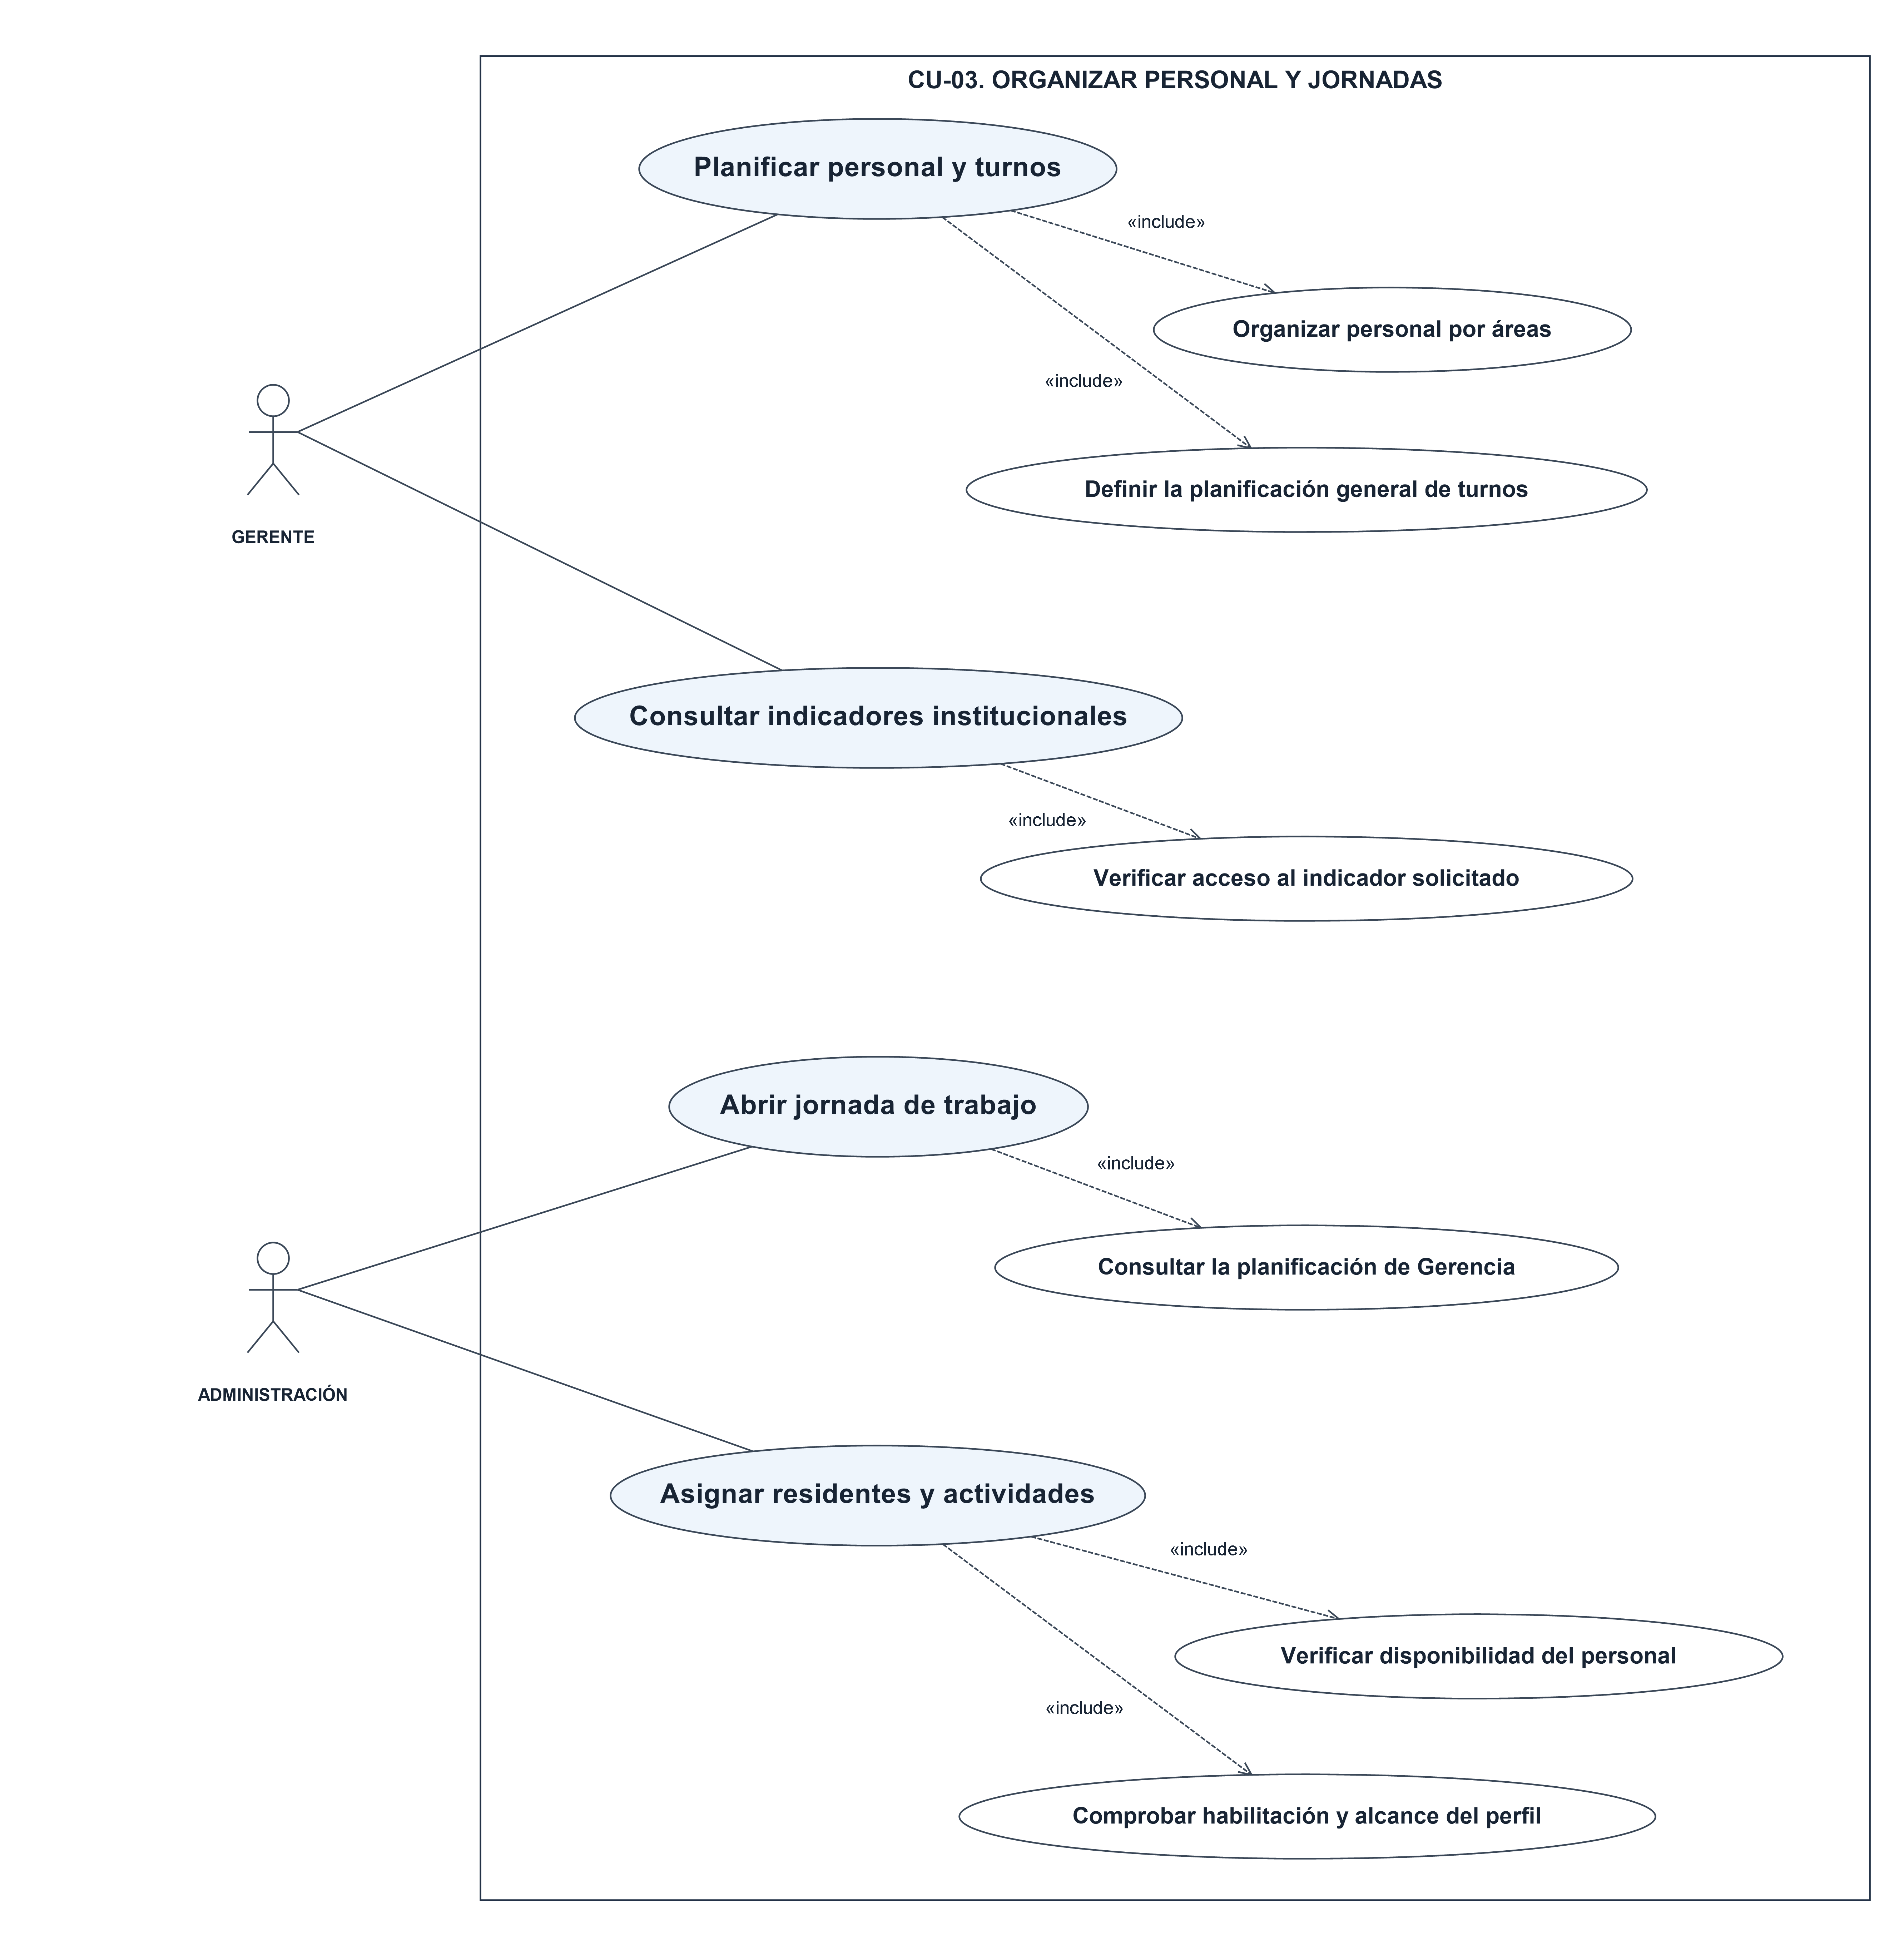 CU-03. ORGANIZAR PERSONAL Y JORNADAS
Planificar personal y turnos
«include»
Organizar personal por áreas
«include»
Definir la planificación general de turnos
GERENTE
Consultar indicadores institucionales
«include»
Verificar acceso al indicador solicitado
Abrir jornada de trabajo
«include»
Consultar la planificación de Gerencia
ADMINISTRACIÓN
Asignar residentes y actividades
«include»
Verificar disponibilidad del personal
«include»
Comprobar habilitación y alcance del perfil